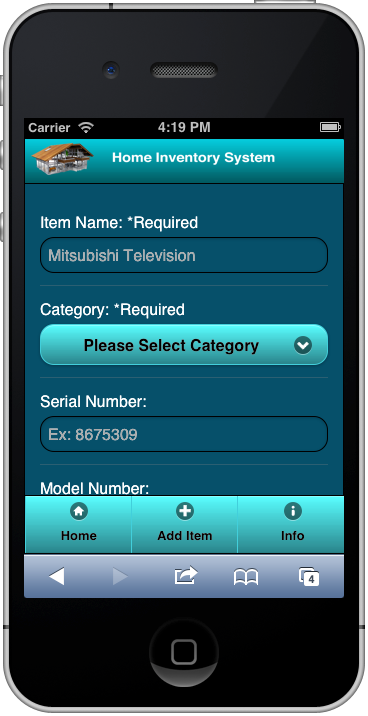 Carrier 4:19 PM
Home Inventory System
Item Name: *Required
Mitsubishi Television
Category: *Required
Please Select Category
Serial Number:
Ex: 8675309
Model Number:
Home Add Item Info
4